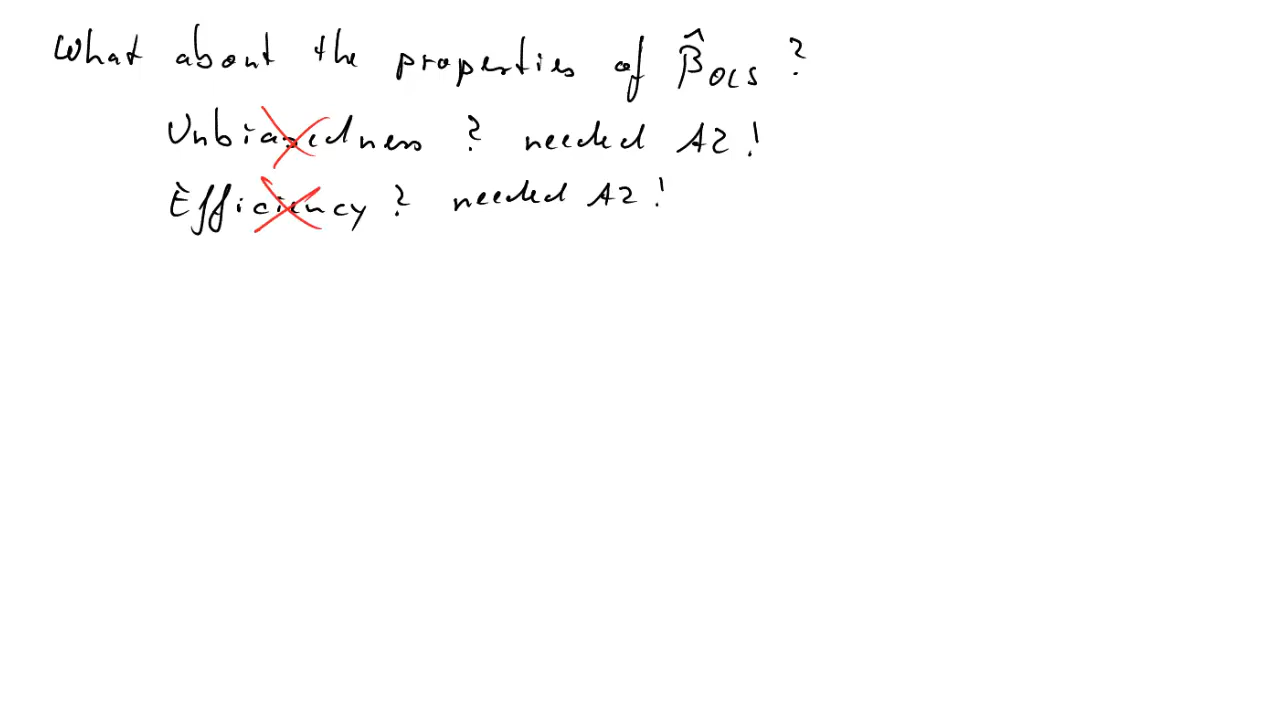 What about the properties of β̂OLS ?
Unbiasedness ? needed A2 !
Efficiency ? needed A2 !